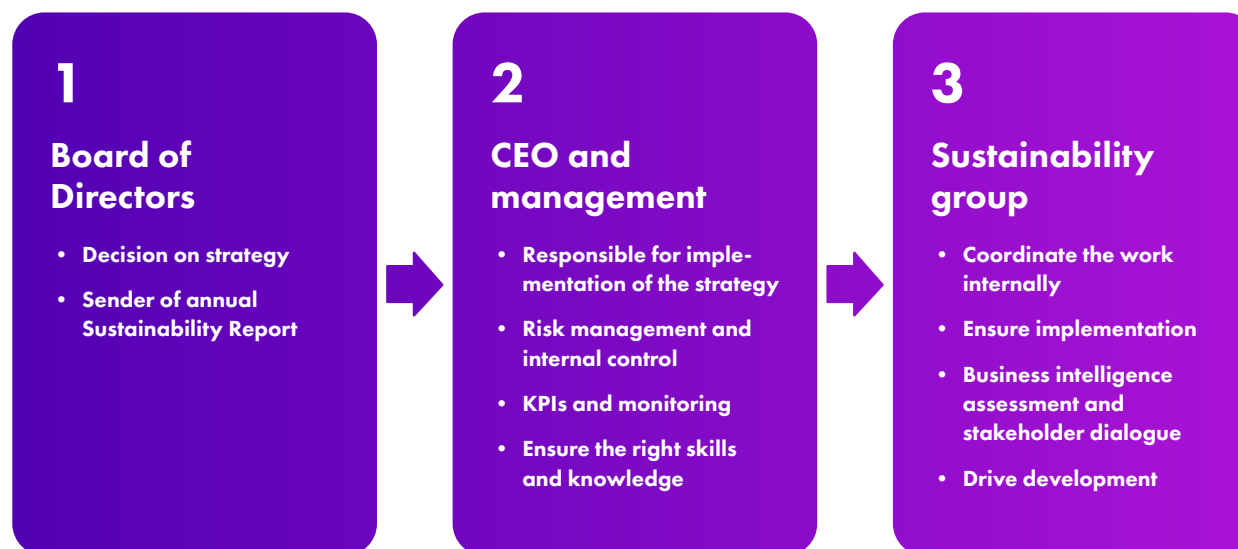 1
Board of
Directors
• Decision on strategy
• Sender of annual
Sustainability Report
2
CEO and
management
• Responsible for imple-
mentation of the strategy
• Risk management and
internal control
• KPIs and monitoring
• Ensure the right skills
and knowledge
3
Sustainability
group
• Coordinate the work
internally
• Ensure implementation
• Business intelligence
assessment and
stakeholder dialogue
• Drive development